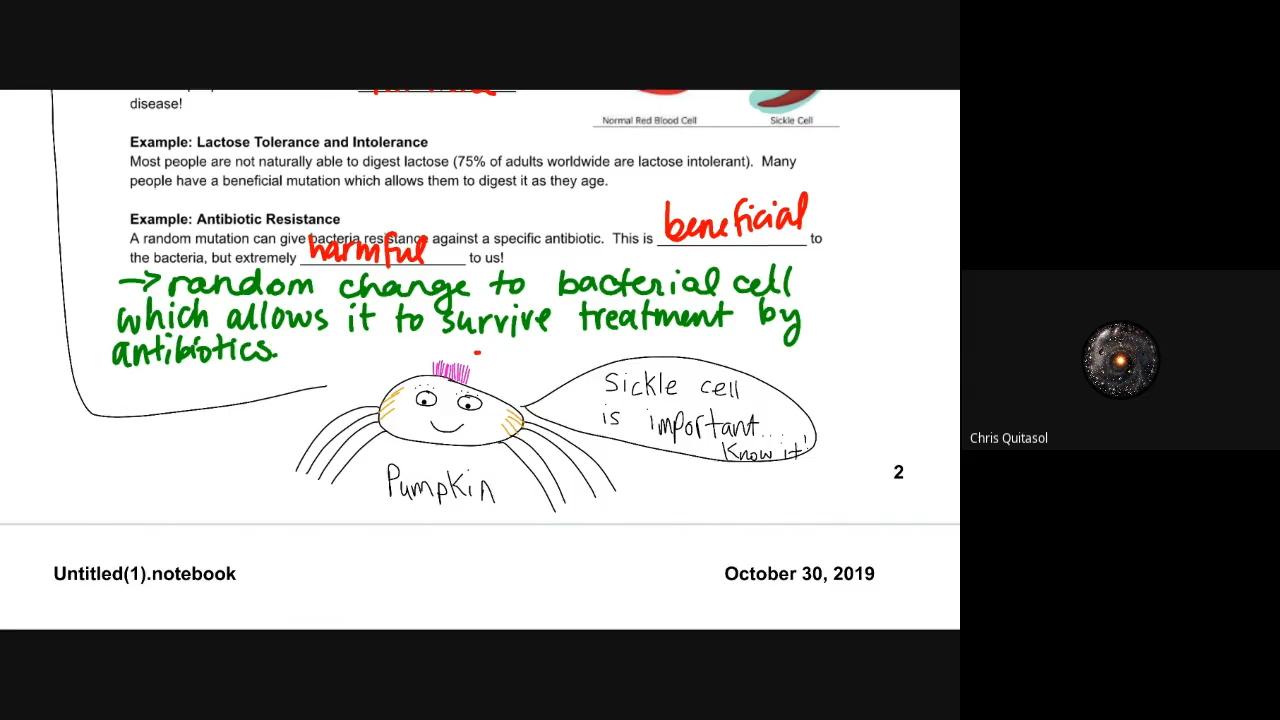 disease!
Normal Red Blood Cell
Sickle Cell
Example: Lactose Tolerance and Intolerance
Most people are not naturally able to digest lactose (75% of adults worldwide are lactose intolerant). Many
people have a beneficial mutation which allows them to digest it as they age.
Example: Antibiotic Resistance
A random mutation can give bacteria resistance against a specific antibiotic. This is beneficial to
the bacteria, but extremely harmful to us!
→ random change to bacterial cell
which allows it to survive treatment by
antibiotics.
Sickle cell
is important...
Know it!
Pumpkin
Chris Quitasol
2
Untitled(1).notebook
October 30, 2019